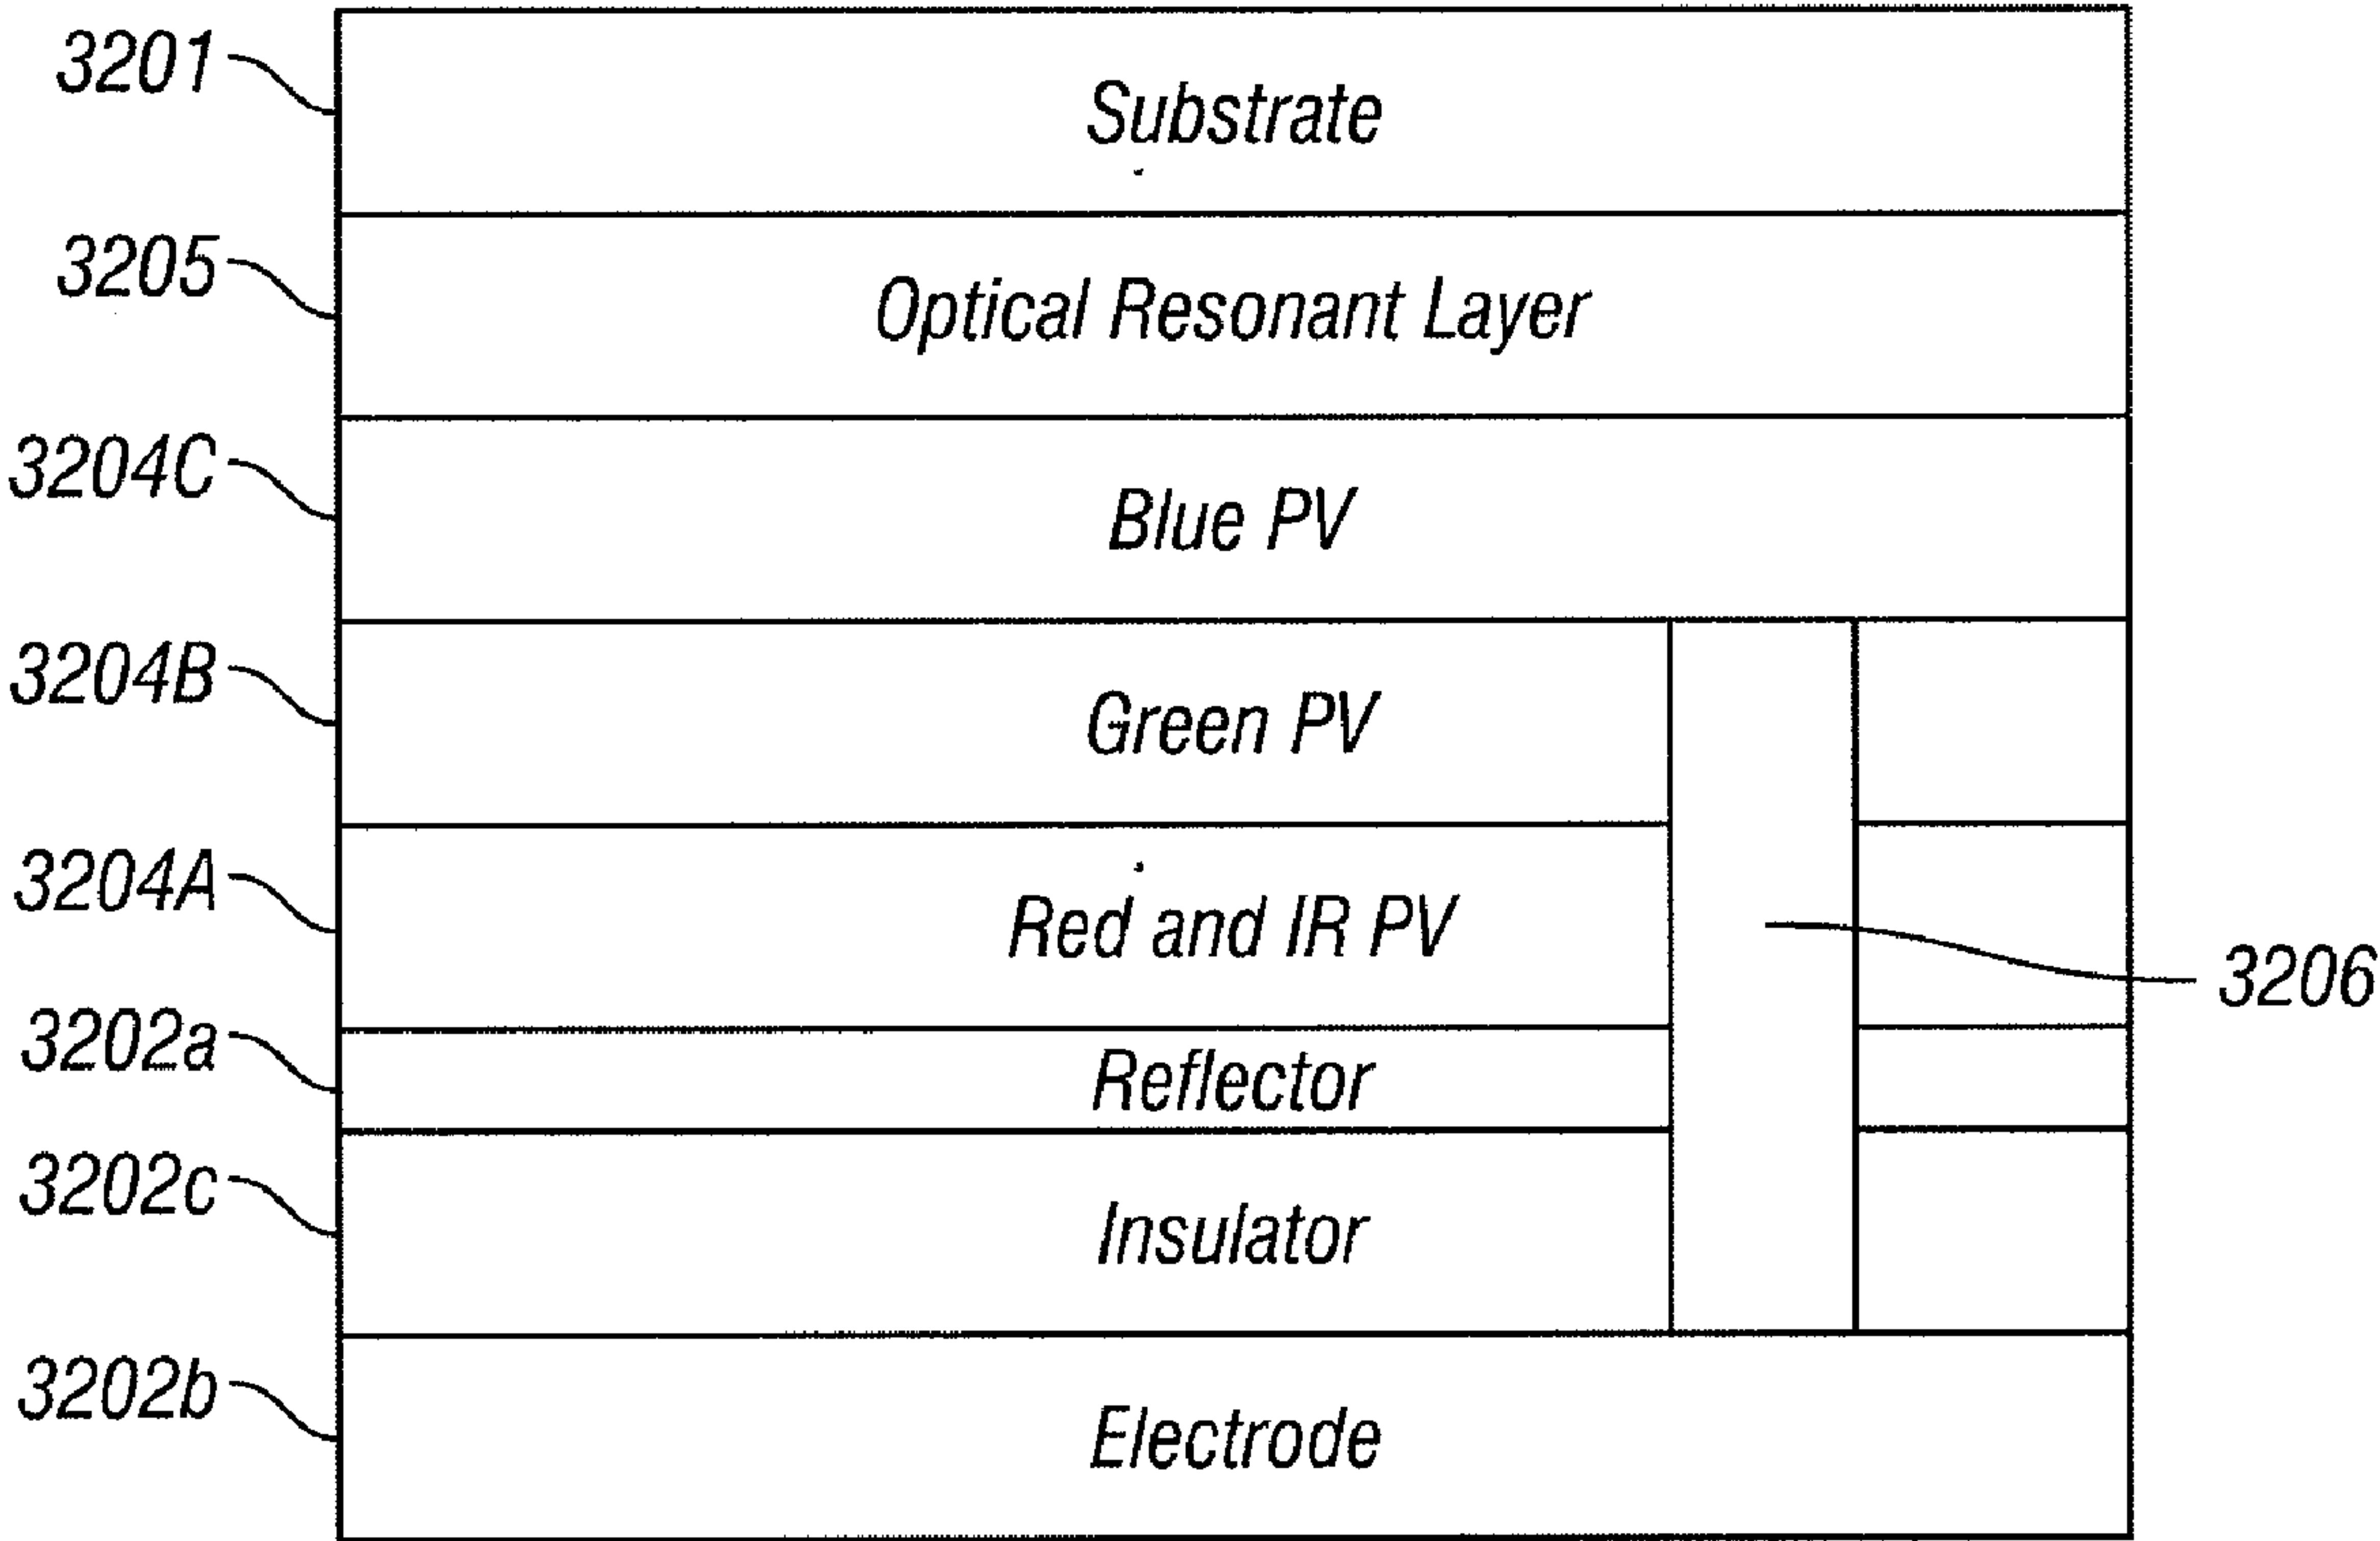 3201
Substrate
3205
Optical Resonant Layer
3204C
Blue PV
3204B
Green PV
3204A
Red and IR PV
3206
3202a
Reflector
3202c
Insulator
3202b
Electrode